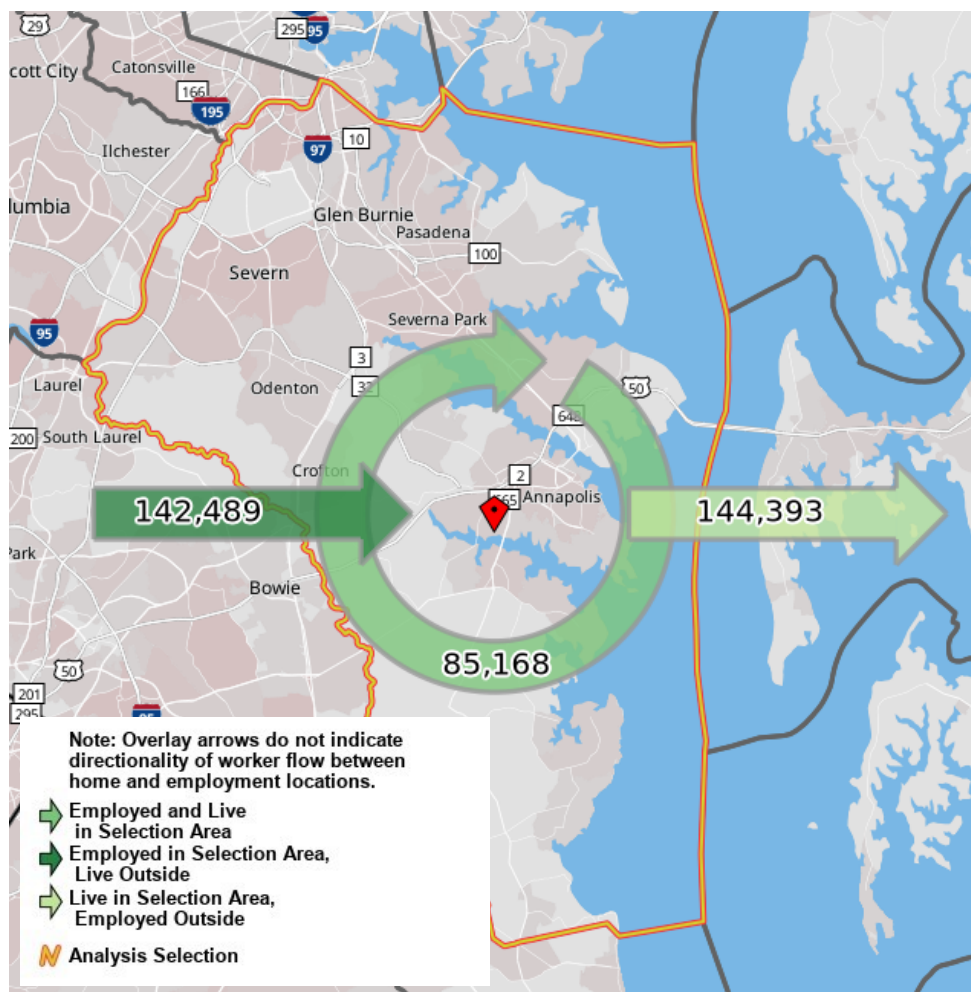 29
295
95
Catonsville
cott City
166
195
10
Ilchester
97
lumbia
Glen Burnie
Pasadena
100
Severn
Severna Park
95
3
Laurel
Odenton
32
50
648
200
South Laurel
Crofton
2
665
Annapolis
142,489
144,393
Park
Bowie
85,168
50
201
295
95
Note: Overlay arrows do not indicate
directionality of worker flow between
home and employment locations.
Employed and Live
in Selection Area
Employed in Selection Area,
Live Outside
Live in Selection Area,
Employed Outside
Analysis Selection